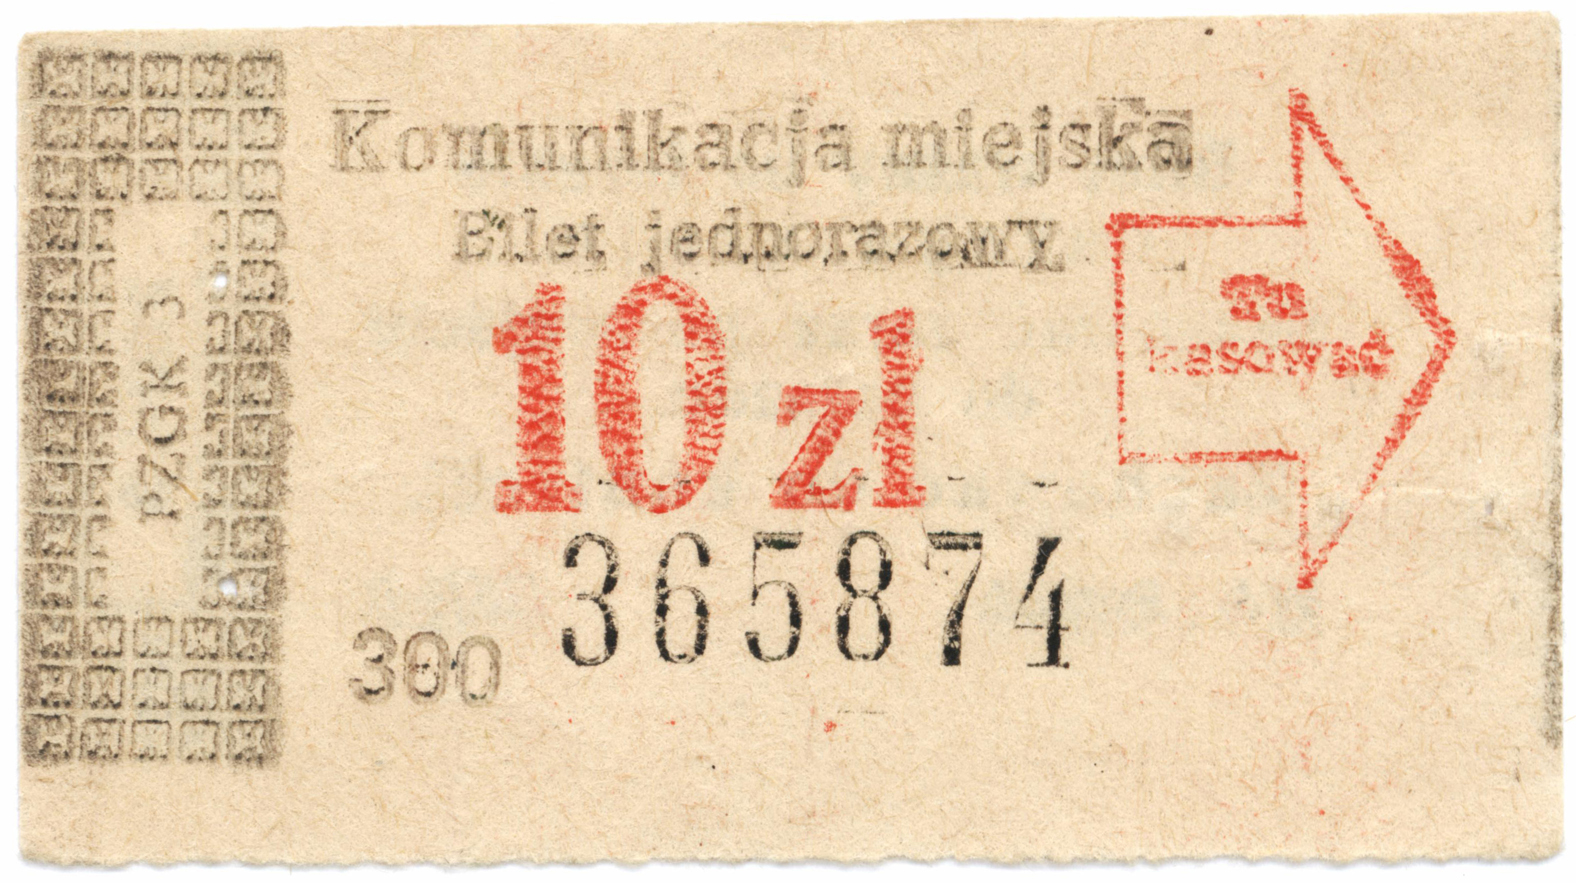 PZGK 3
Komunikacja miejska
Bilet jednorazowy
10 zł
Tu
kasować
365874
300